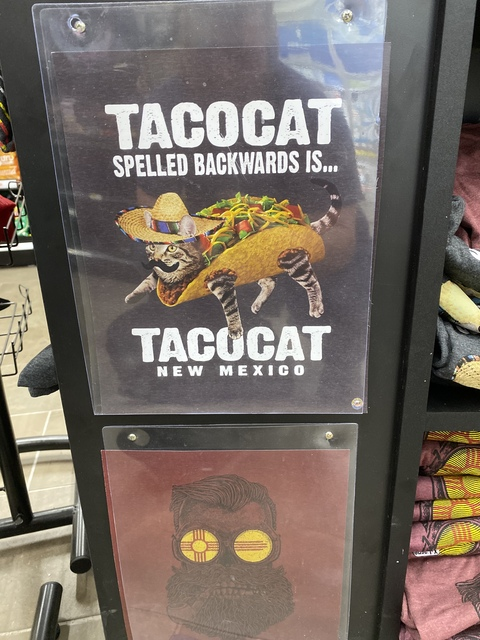 TACOCAT
SPELLED BACKWARDS IS...
TACOCAT
NEW MEXICO